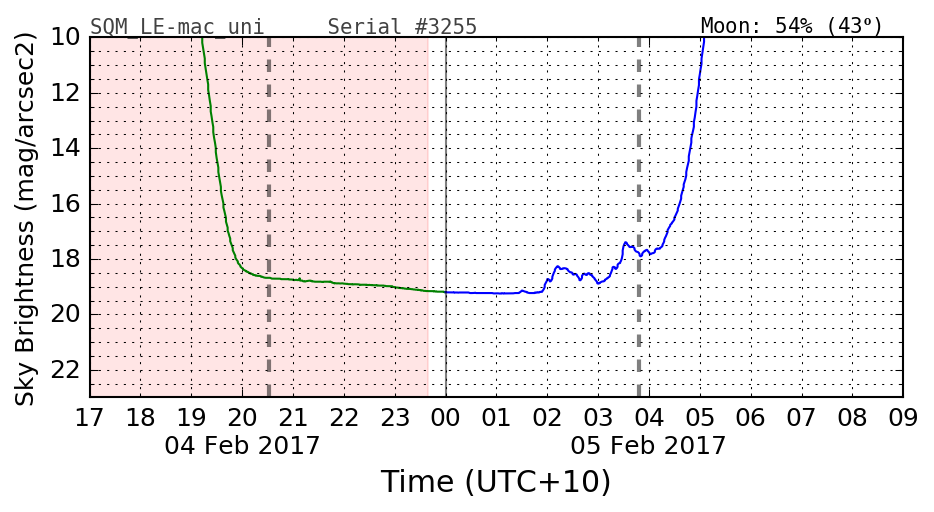 SQM_LE-mac_uni Serial #3255 Moon: 54% (43º)
Sky Brightness (mag/arcsec2)
10
12
14
16
18
20
22
17 18 19 20 21 22 23 00 01 02 03 04 05 06 07 08 09
04 Feb 2017 05 Feb 2017
Time (UTC+10)